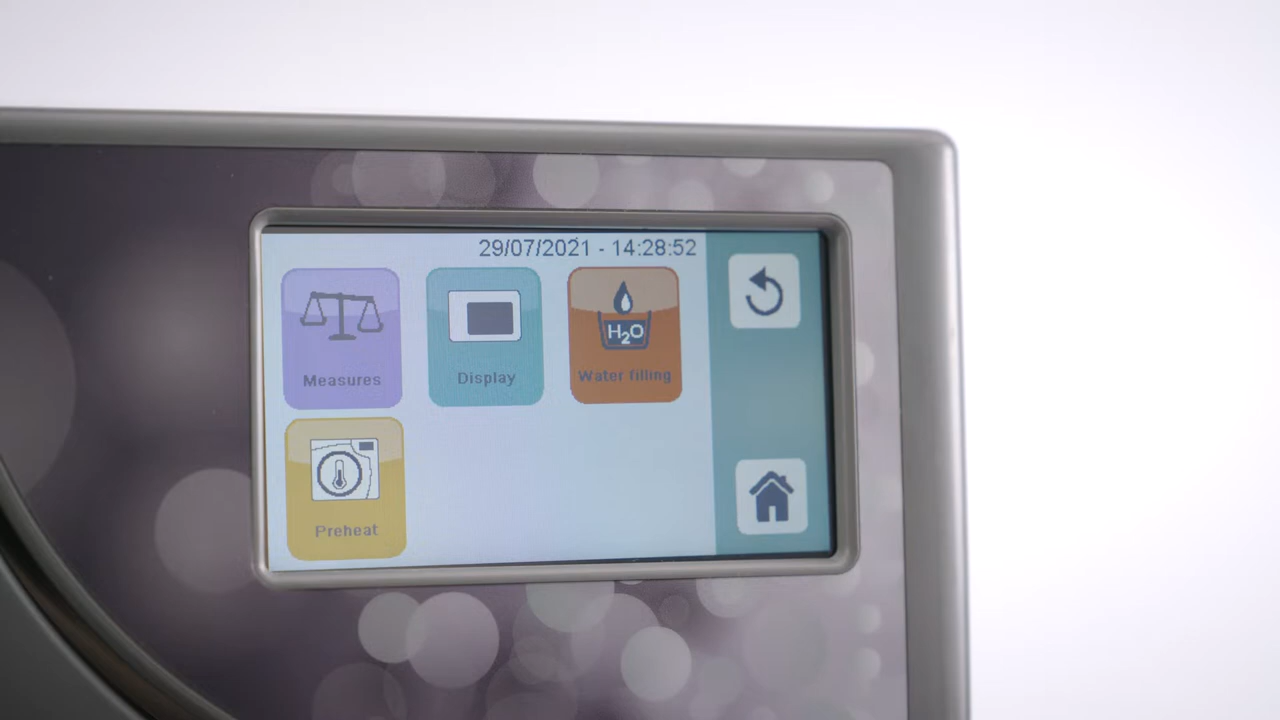 29/07/2021 - 14:28:52
Measures
Display
H₂O
Water filling
Preheat